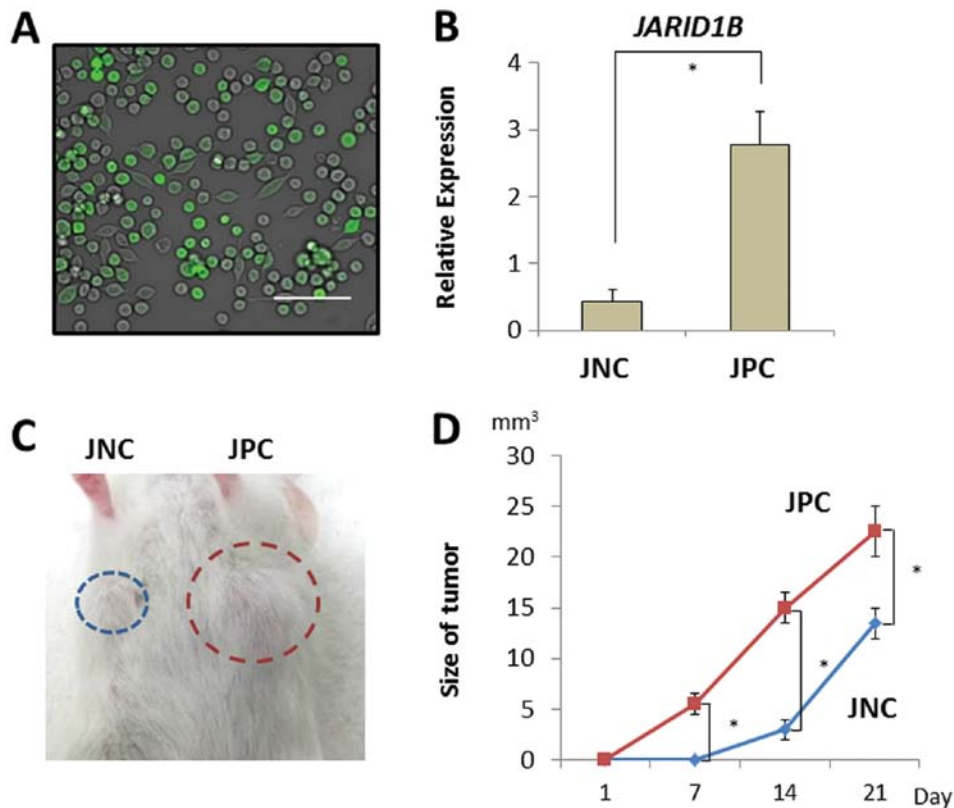 A
B
JARID1B
*
Relative Expression
4
3
2
1
0
JNC
JPC
C
JNC
JPC
D
mm³
Size of tumor
30
25
20
15
10
5
0
JPC
JNC
*
*
*
1
7
14
21
Day